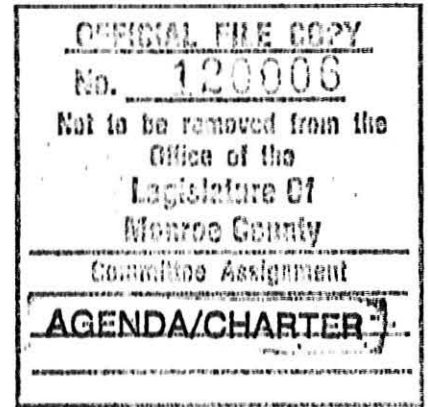 OFFICIAL FILE COPY
No. 120006
Not to be removed from the
Office of the
Legislature Of
Monroe County
Committee Assignment
AGENDA/CHARTER